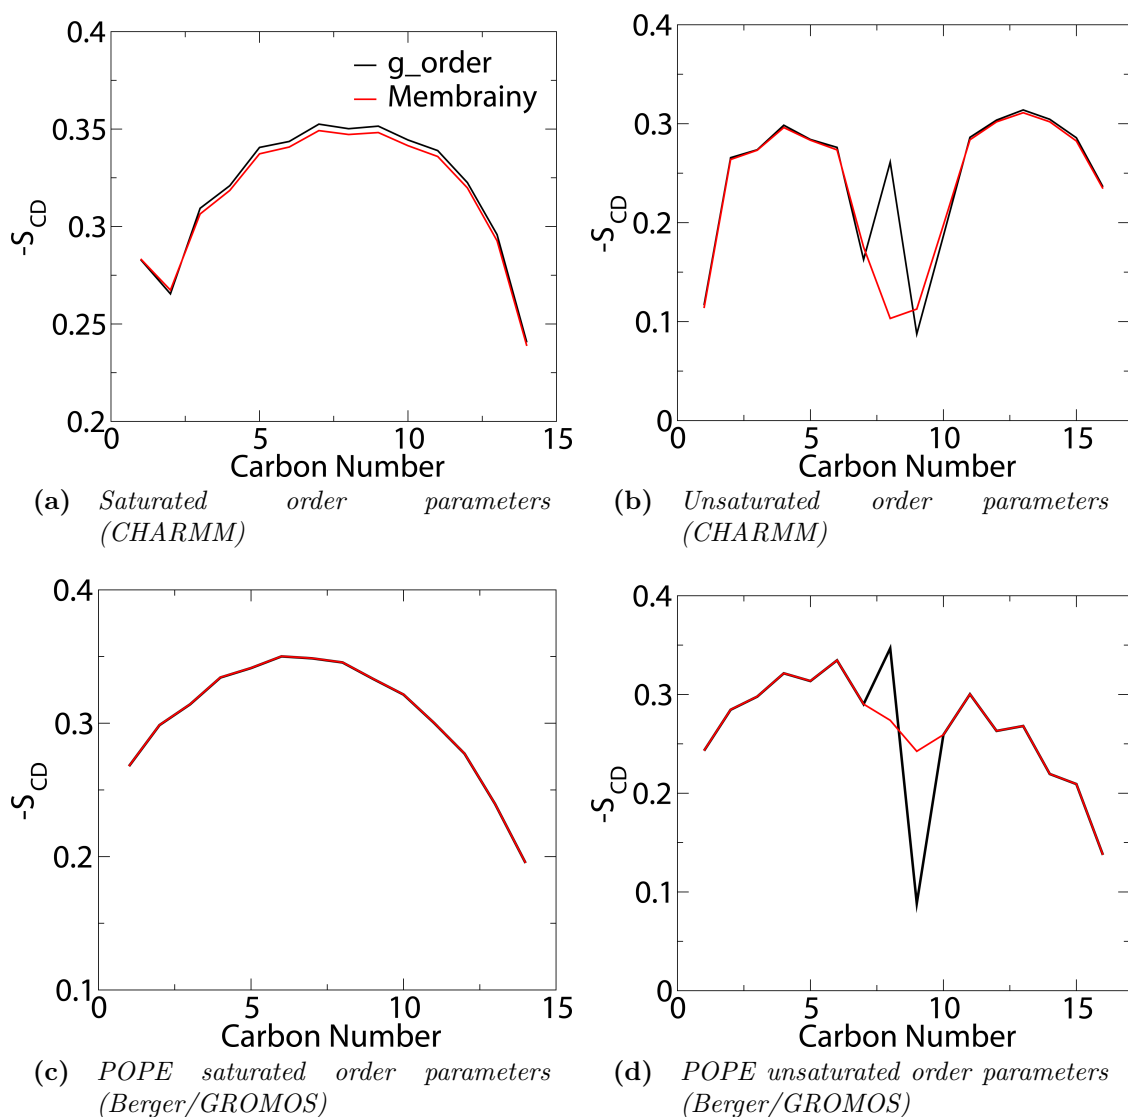 0.4
0.35
0.3
0.25
0.2
-S_CD
g_order
Membrainy
0 5 10 15
Carbon Number
(a) Saturated order parameters
(CHARMM)
0.4
0.3
0.2
0.1
0
-S_CD
0 5 10 15
Carbon Number
(b) Unsaturated order parameters
(CHARMM)
0.4
0.3
0.2
0.1
-S_CD
0 5 10 15
Carbon Number
(c) POPE saturated order parameters
(Berger/GROMOS)
0.4
0.3
0.2
0.1
0
-S_CD
0 5 10 15
Carbon Number
(d) POPE unsaturated order parameters
(Berger/GROMOS)